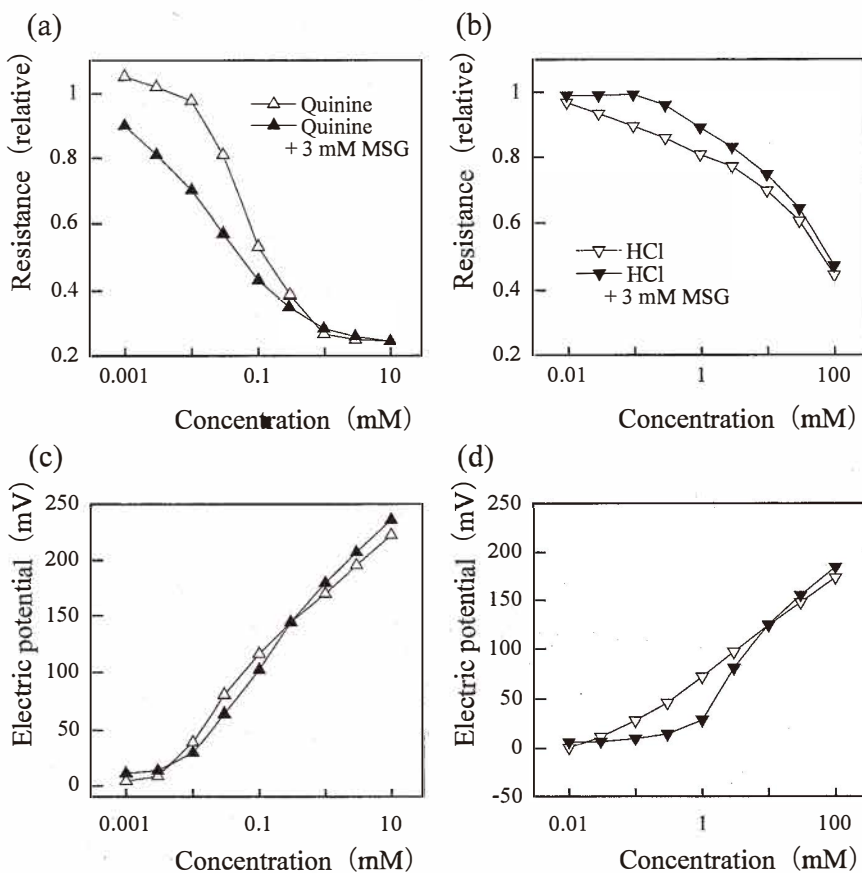 (a)
Resistance (relative)
1
0.8
0.6
0.4
0.2
Quinine
Quinine
+ 3 mM MSG
0.001
0.1
10
Concentration (mM)
(b)
Resistance (relative)
1
0.8
0.6
0.4
0.2
HCl
HCl
+ 3 mM MSG
0.01
1
100
Concentration (mM)
(c)
Electric potential (mV)
250
200
150
100
50
0
0.001
0.1
10
Concentration (mM)
(d)
Electric potential (mV)
250
200
150
100
50
0
-50
0.01
1
100
Concentration (mM)